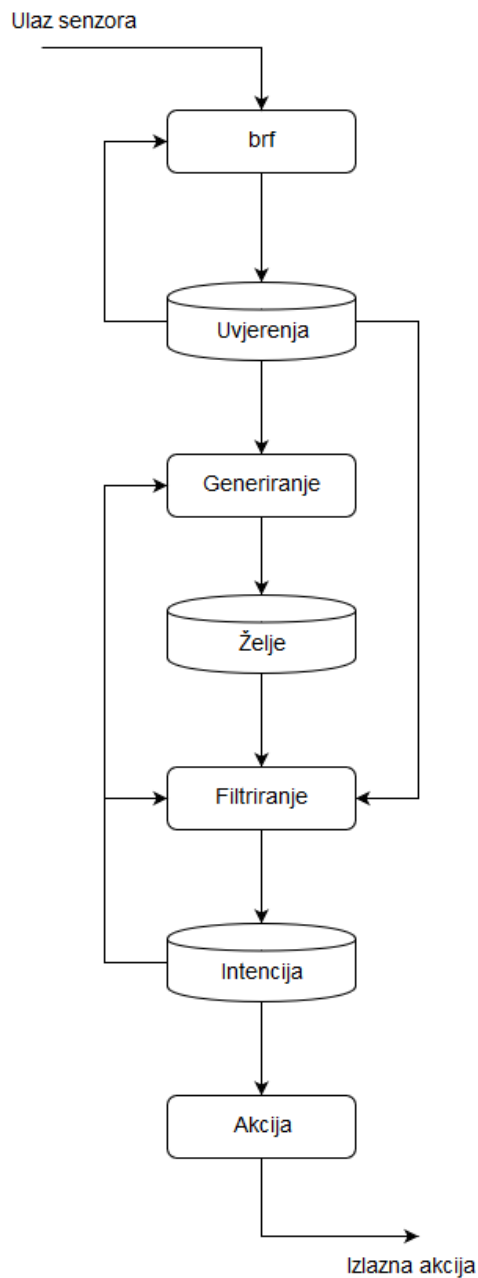 Ulaz senzora
brf
Uvjerenja
Generiranje
Želje
Filtriranje
Intencija
Akcija
Izlazna akcija